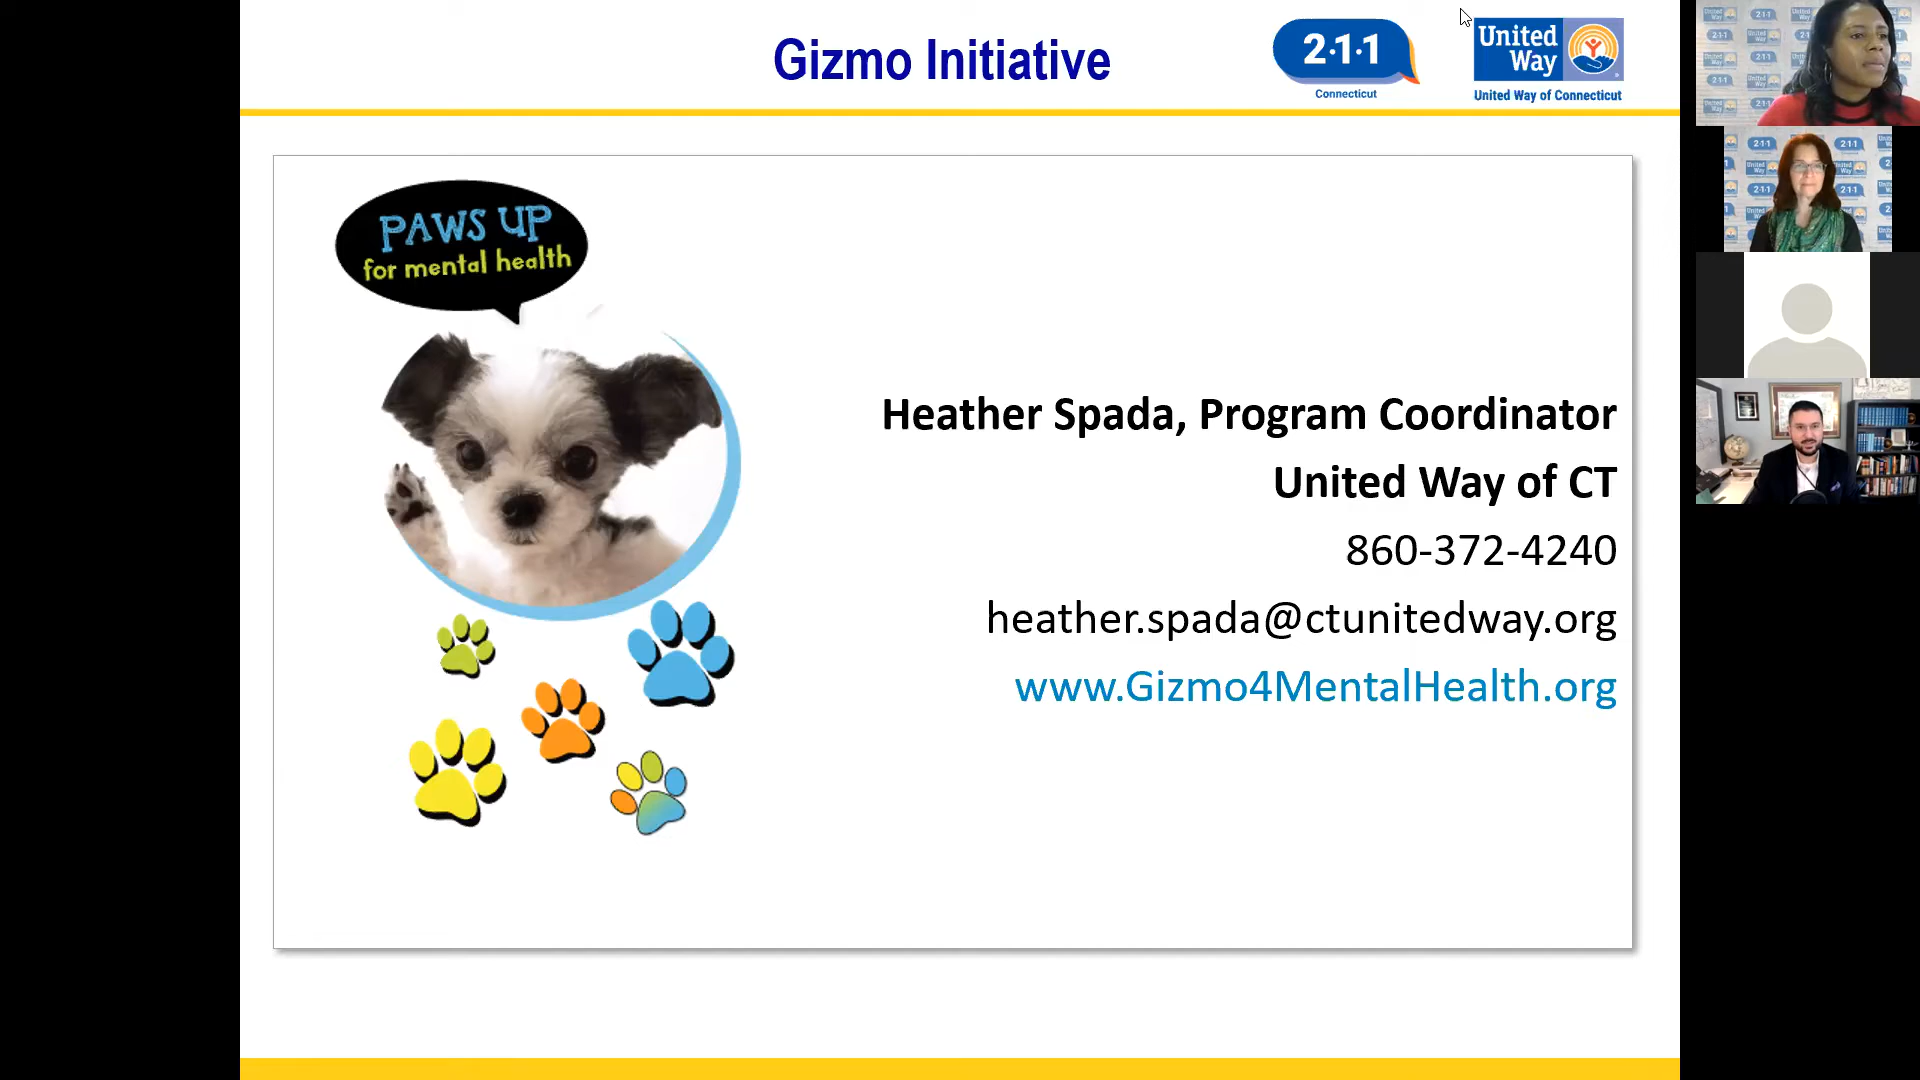 Gizmo Initiative
2·1·1
Connecticut
United
Way
United Way of Connecticut
PAWS UP
for mental health
Heather Spada, Program Coordinator
United Way of CT
860-372-4240
heather.spada@ctunitedway.org
www.Gizmo4MentalHealth.org